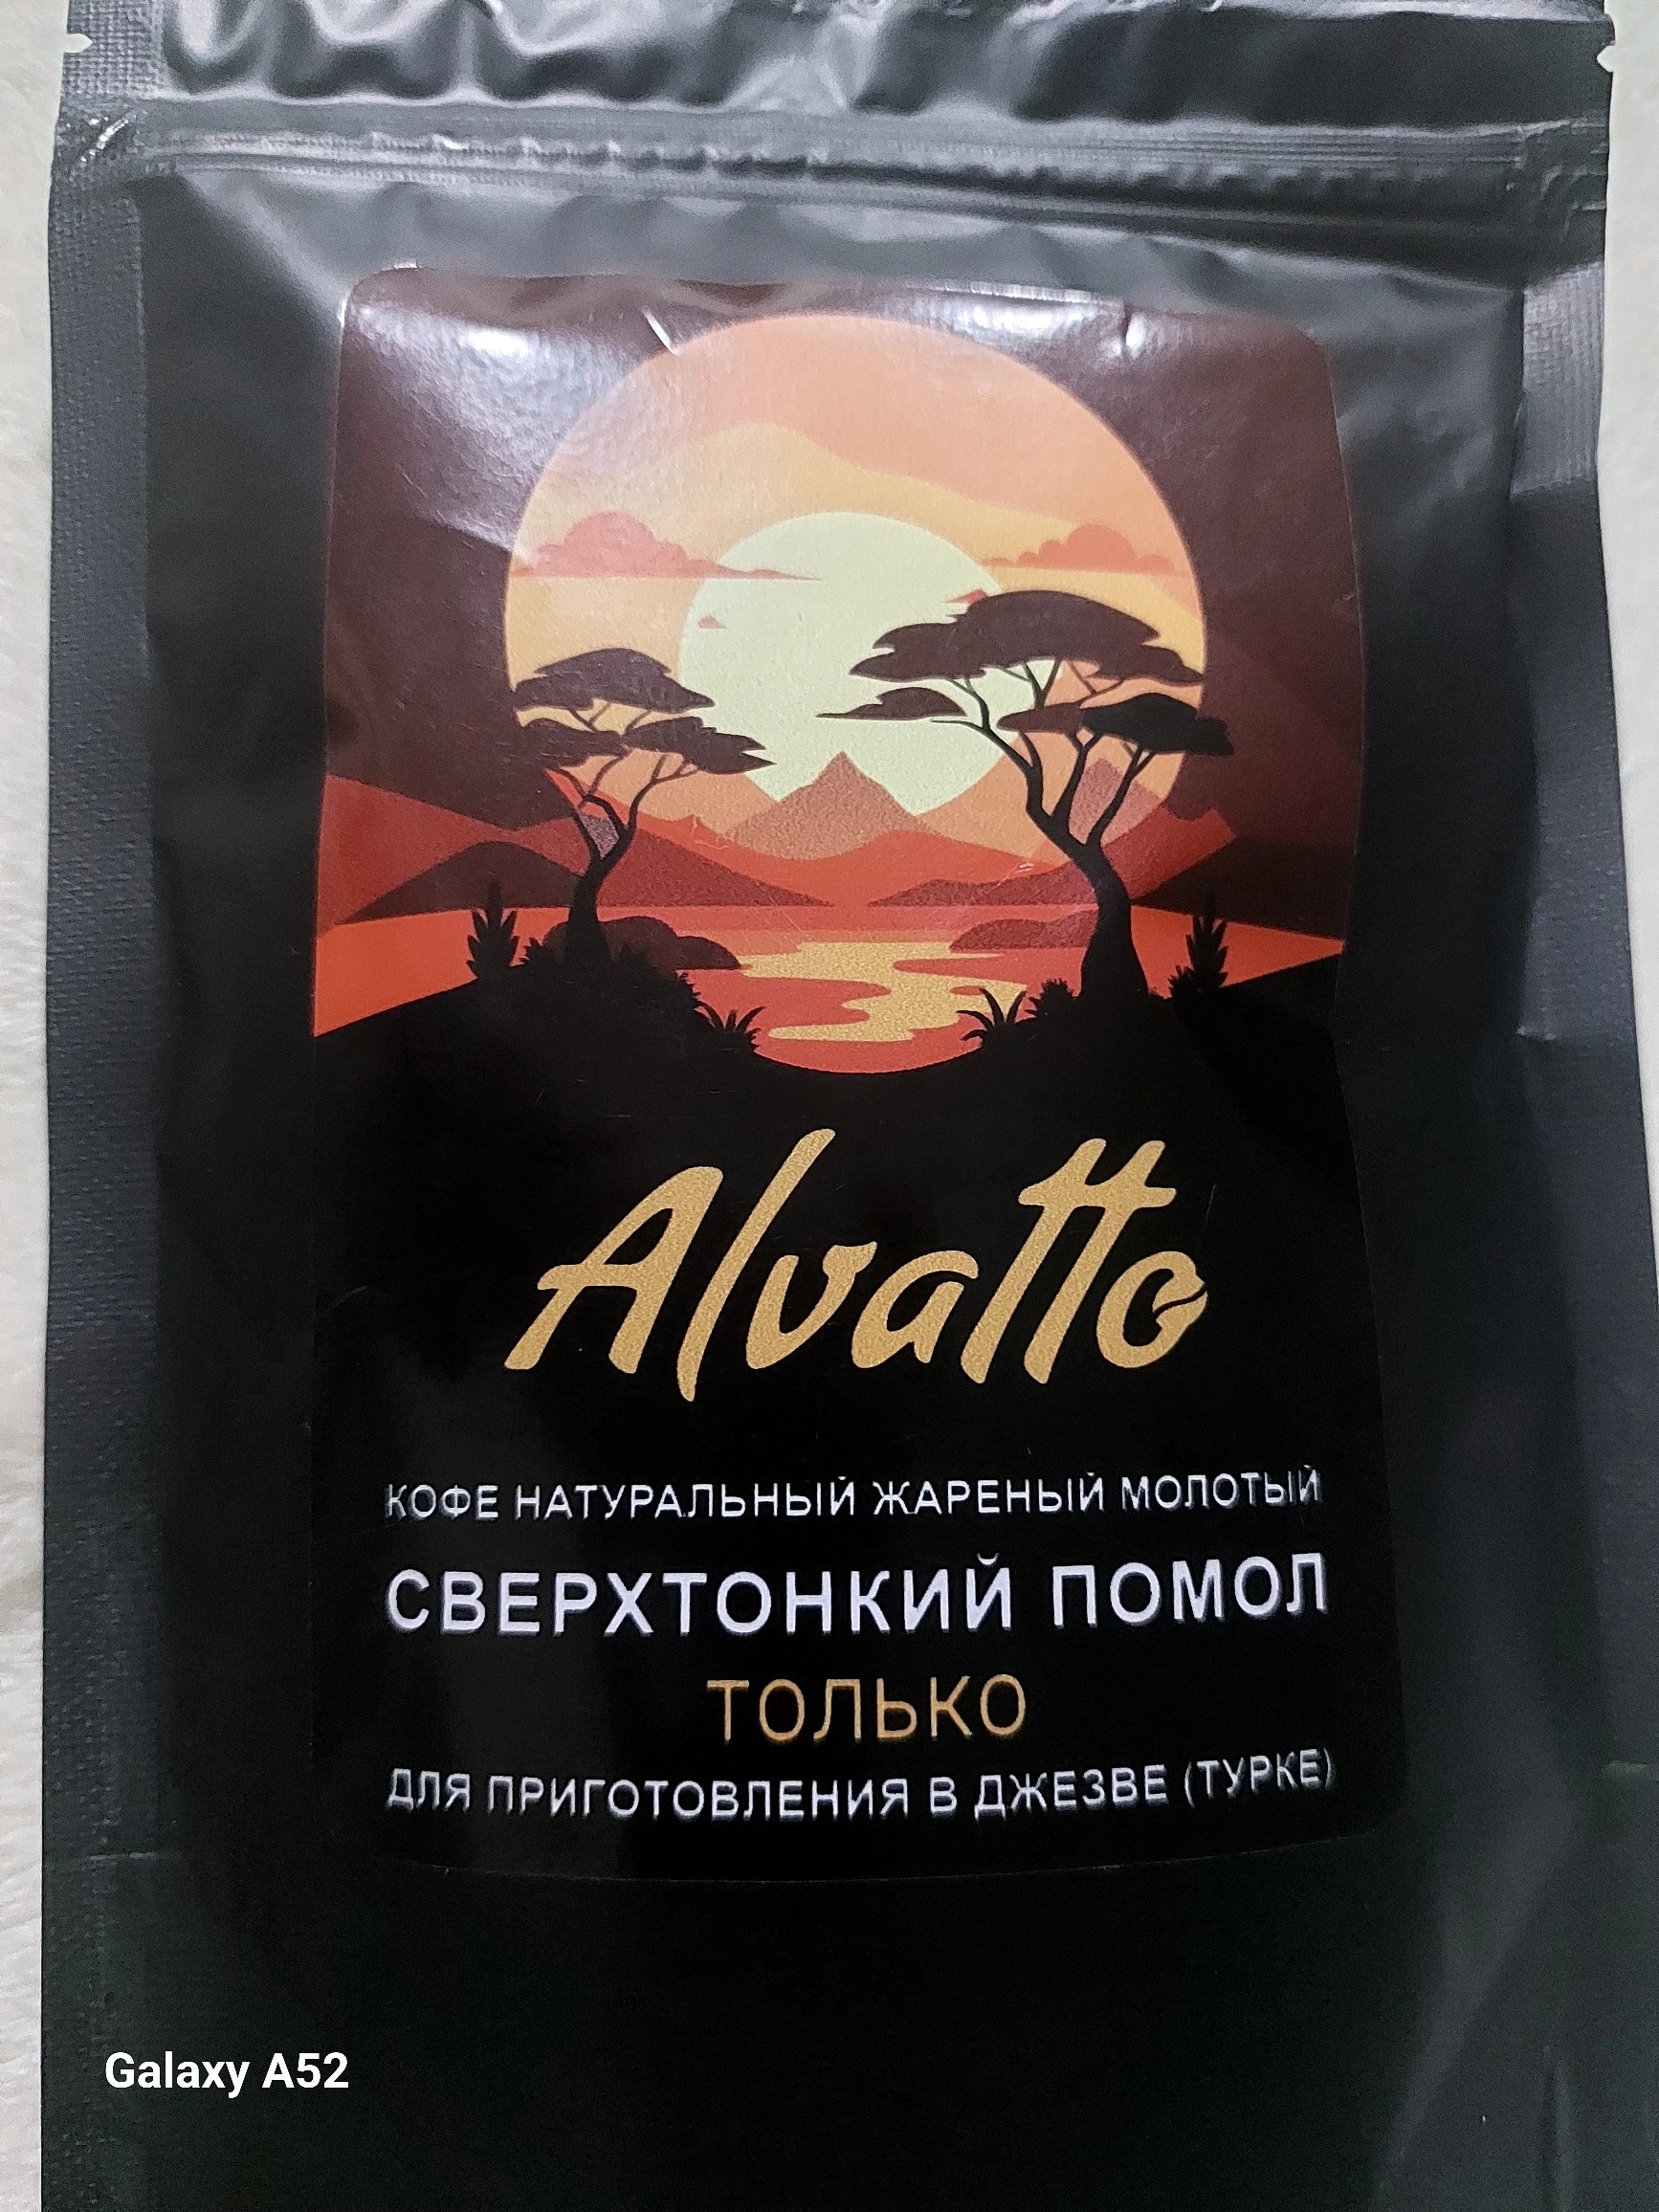 Alvatto
КОФЕ НАТУРАЛЬНЫЙ ЖАРЕНЫЙ МОЛОТЫЙ
СВЕРХТОНКИЙ ПОМОЛ
ТОЛЬКО
ДЛЯ ПРИГОТОВЛЕНИЯ В ДЖЕЗВЕ (ТУРКЕ)
Galaxy A52